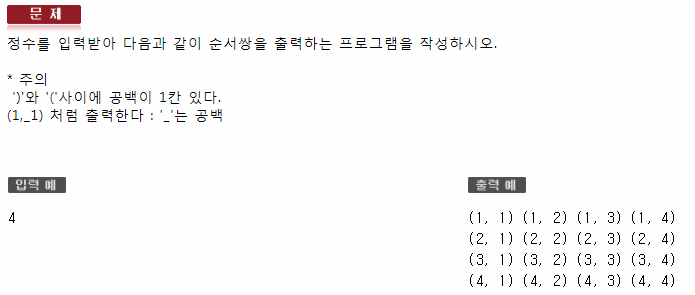 문 제
정수를 입력받아 다음과 같이 순서쌍을 출력하는 프로그램을 작성하시오.
* 주의
')'와 '('사이에 공백이 1칸 있다.
(1,_1) 처럼 출력한다 : '_'는 공백
입력 예
4
출력 예
(1, 1) (1, 2) (1, 3) (1, 4)
(2, 1) (2, 2) (2, 3) (2, 4)
(3, 1) (3, 2) (3, 3) (3, 4)
(4, 1) (4, 2) (4, 3) (4, 4)